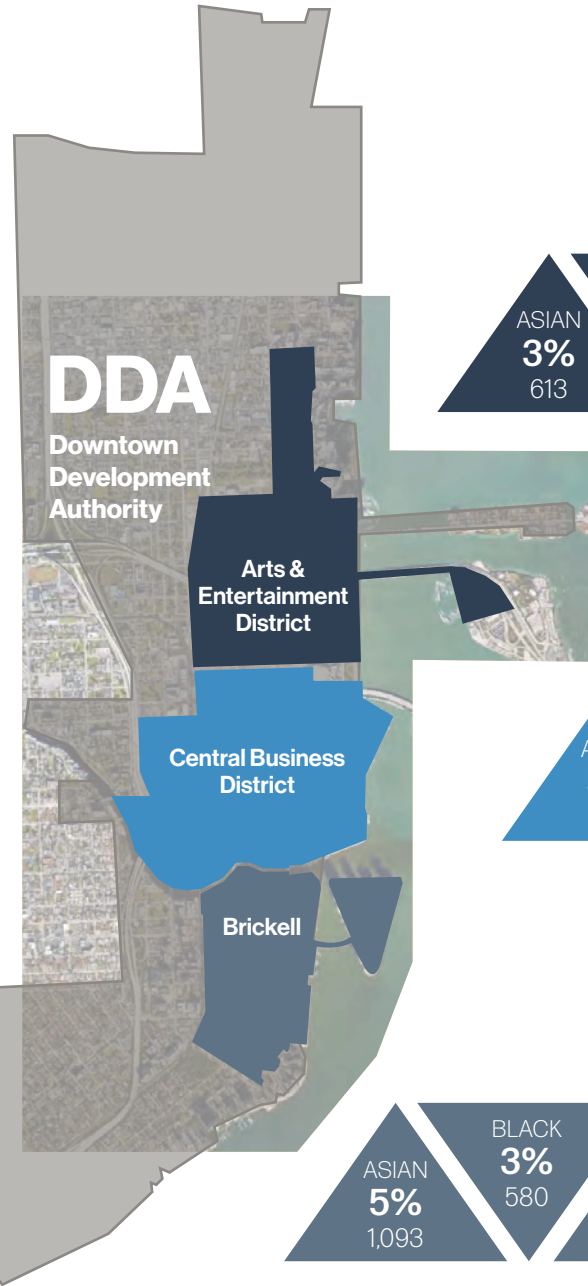 DDA
Downtown
Development
Authority
ASIAN
3%
613
Arts &
Entertainment
District
Central Business
District
Brickell
ASIAN
5%
1,093
BLACK
3%
580